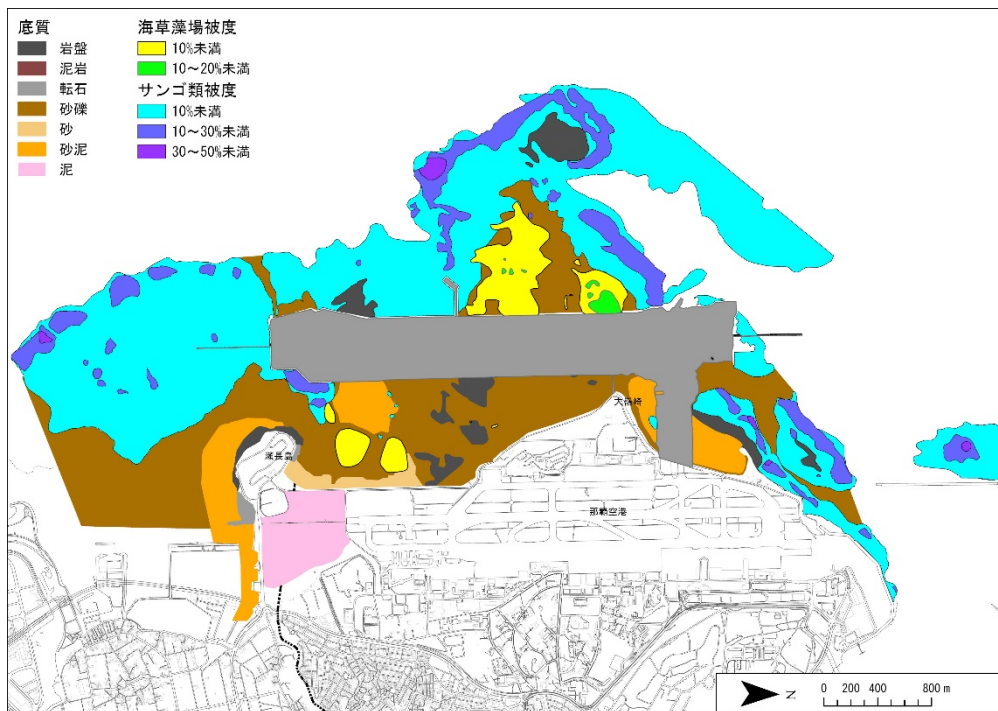 底質
岩盤
泥岩
転石
砂礫
砂
砂泥
泥
海草藻場被度
10%未満
10～20%未満
サンゴ類被度
10%未満
10～30%未満
30～50%未満
大嶺崎
瀬長島
那覇空港
N
0 200 400 800 m